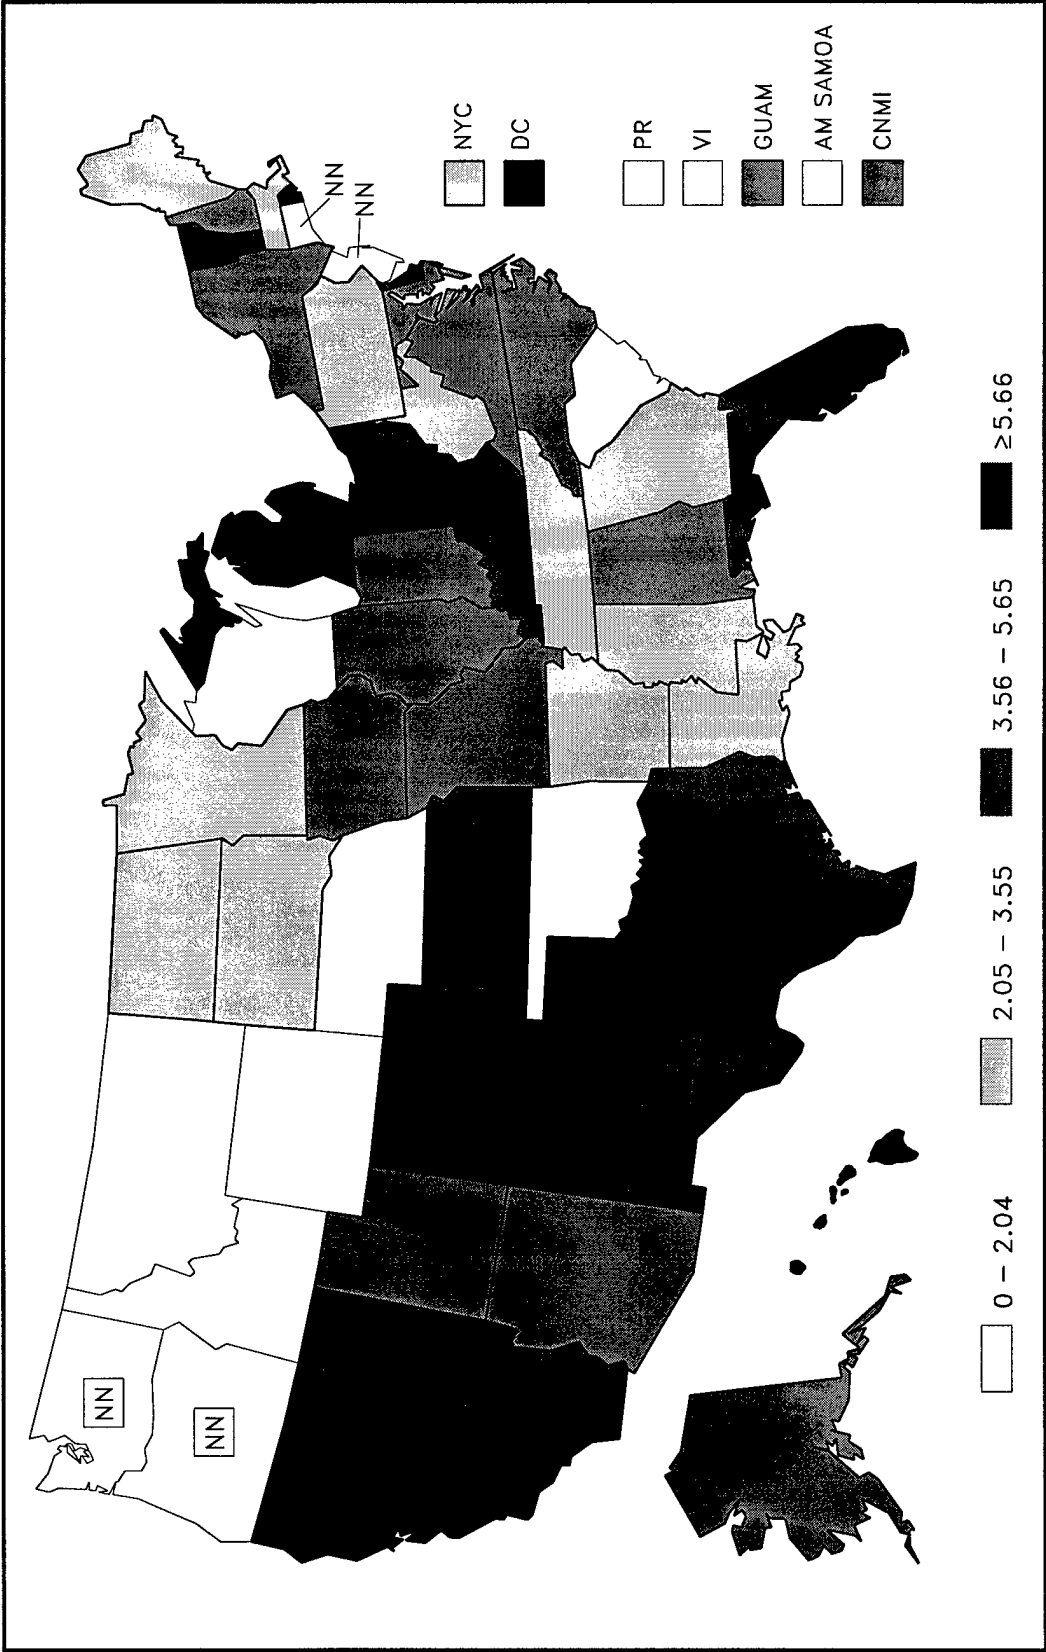 NN
NN
NN
NN
NYC
DC
PR
VI
GUAM
AM SAMOA
CNMI
0 – 2.04
2.05 – 3.55
3.56 – 5.65
≥5.66